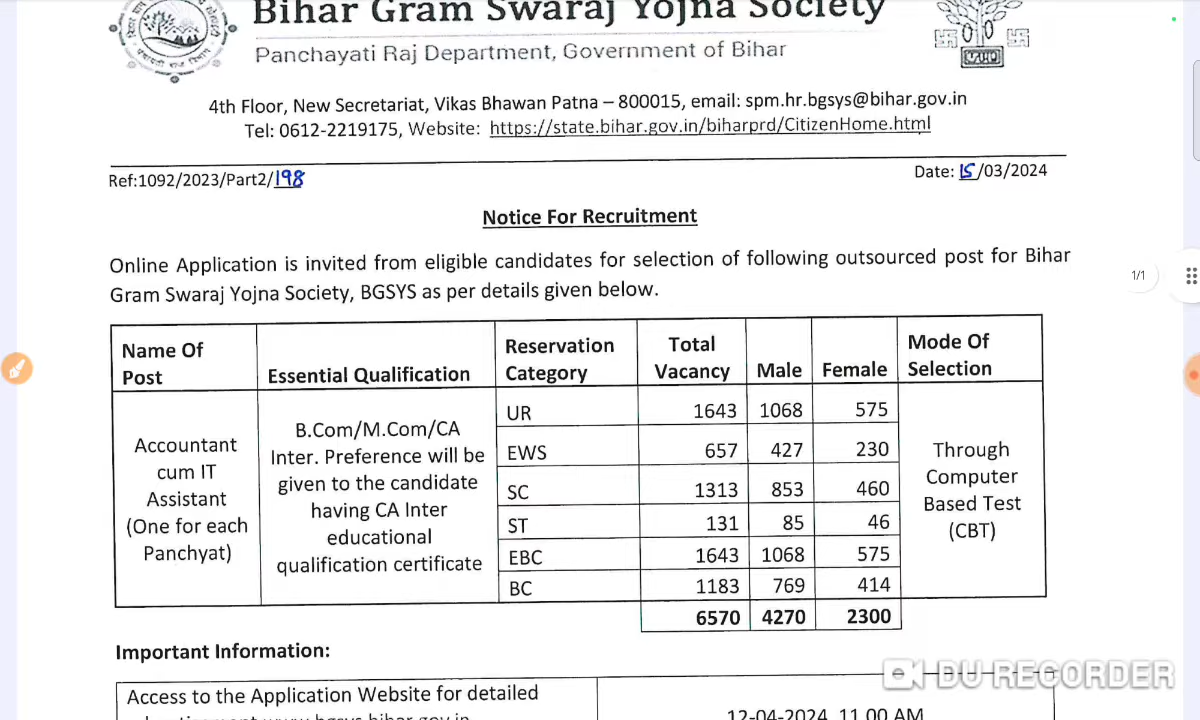 Bihar Gram Swaraj Yojna Society
Panchayati Raj Department, Government of Bihar
4th Floor, New Secretariat, Vikas Bhawan Patna – 800015, email: spm.hr.bgsys@bihar.gov.in
Tel: 0612-2219175, Website: https://state.bihar.gov.in/biharprd/CitizenHome.html
Ref:1092/2023/Part2/198
Date: 15/03/2024
Notice For Recruitment
Online Application is invited from eligible candidates for selection of following outsourced post for Bihar
Gram Swaraj Yojna Society, BGSYS as per details given below.
Name Of Post
Essential Qualification
Reservation Category
Total Vacancy
Male
Female
Mode Of Selection
Accountant
cum IT
Assistant
(One for each
Panchyat)
B.Com/M.Com/CA
Inter. Preference will be
given to the candidate
having CA Inter
educational
qualification certificate
UR 1643 1068 575
EWS 657 427 230
SC 1313 853 460
ST 131 85 46
EBC 1643 1068 575
BC 1183 769 414
6570 4270 2300
Through
Computer
Based Test
(CBT)
1/1
Important Information:
Access to the Application Website for detailed
12-04-2024 11.00 AM
DU RECORDER